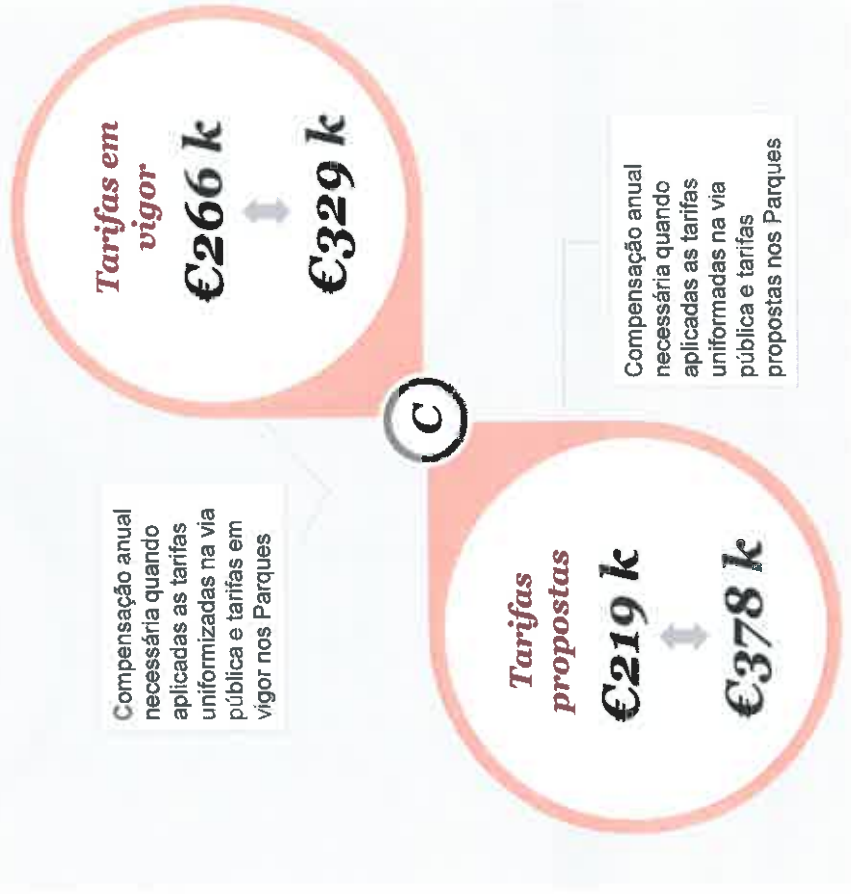 Compensação anual
necessária quando
aplicadas as tarifas
uniformizadas na via
pública e tarifas em
vigor nos Parques
Tarifas em
vigor
€266 k
€329 k
C
Tarifas
propostas
€219 k
€378 k
Compensação anual
necessária quando
aplicadas as tarifas
uniformadas na via
pública e tarifas
propostas nos Parques